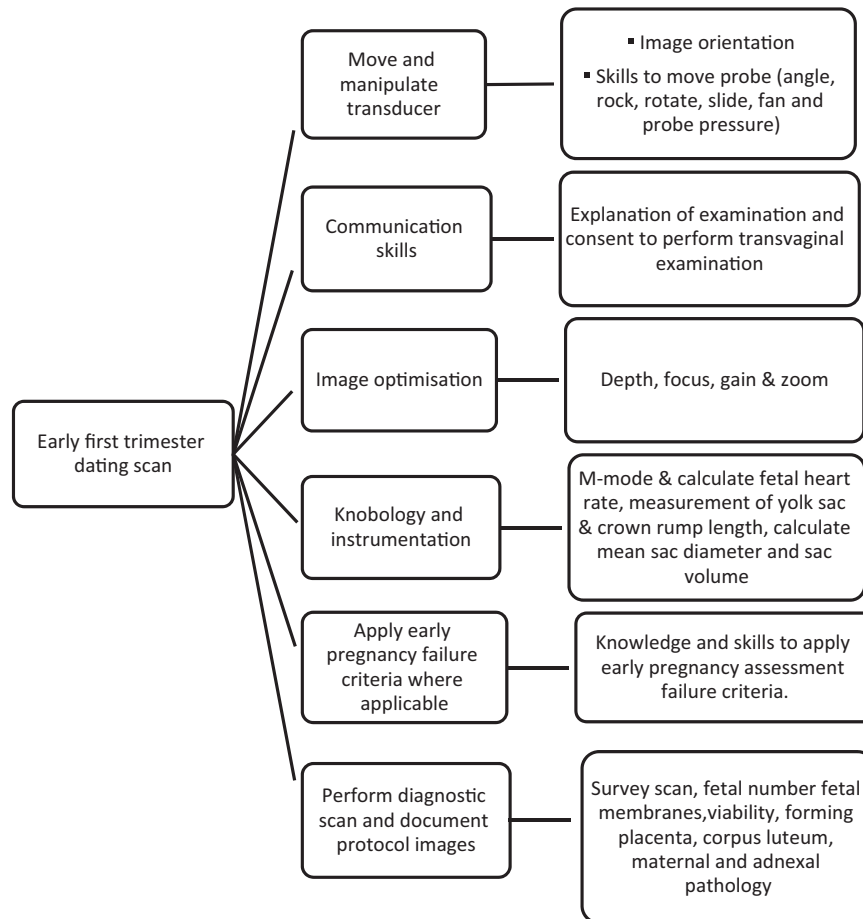 Early first trimester
dating scan
Move and
manipulate
transducer
▪ Image orientation
▪ Skills to move probe (angle,
rock, rotate, slide, fan and
probe pressure)
Communication
skills
Explanation of examination and
consent to perform transvaginal
examination
Image optimisation
Depth, focus, gain & zoom
Knobology and
instrumentation
M-mode & calculate fetal heart
rate, measurement of yolk sac
& crown rump length, calculate
mean sac diameter and sac
volume
Apply early
pregnancy failure
criteria where
applicable
Knowledge and skills to apply
early pregnancy assessment
failure criteria.
Perform diagnostic
scan and document
protocol images
Survey scan, fetal number fetal
membranes,viability, forming
placenta, corpus luteum,
maternal and adnexal
pathology